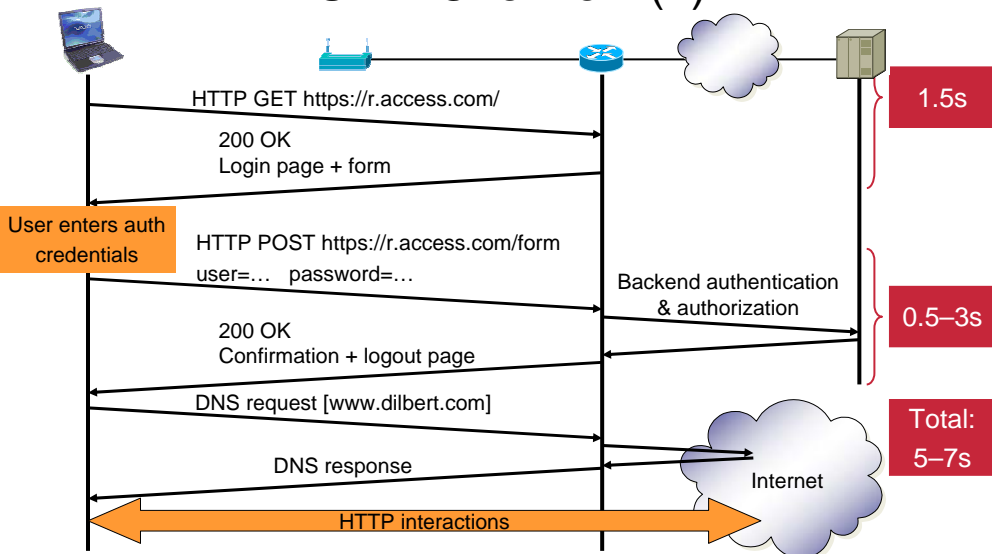 HTTP GET https://r.access.com/
1.5s
200 OK
Login page + form
User enters auth
credentials
HTTP POST https://r.access.com/form
user=… password=…
Backend authentication
& authorization
0.5–3s
200 OK
Confirmation + logout page
DNS request [www.dilbert.com]
Total:
5–7s
DNS response
Internet
HTTP interactions